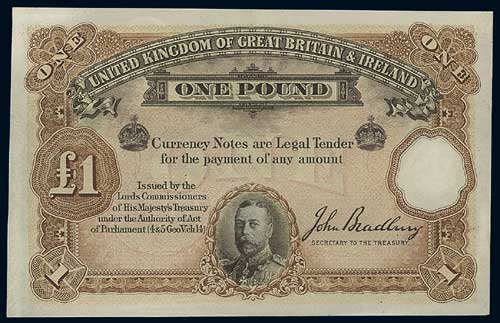 ONE
ONE
UNITED KINGDOM OF GREAT BRITAIN & IRELAND
ONE POUND
Currency Notes are Legal Tender
for the payment of any amount
£1
Issued by the
Lords Commissioners
of His Majesty's Treasury
under the Authority of Act
of Parliament (4 & 5 Geo.V.ch.14)
John Bradbury
SECRETARY TO THE TREASURY.
1
1